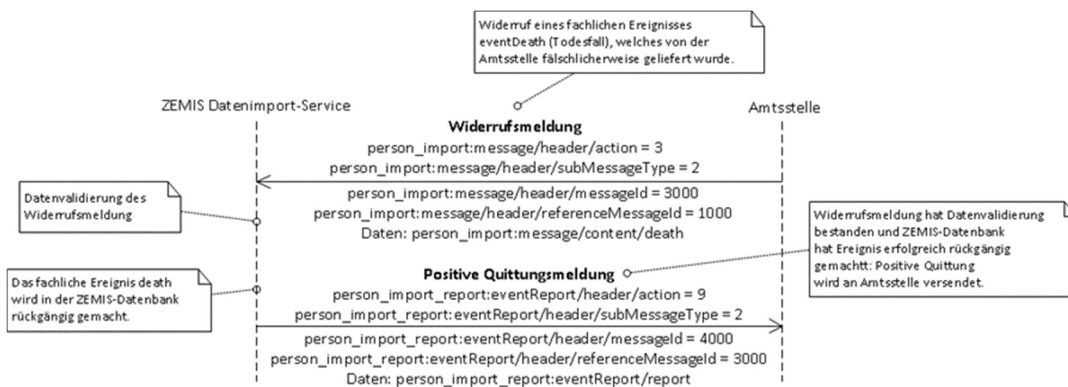 Widerruf eines fachlichen Ereignisses
eventDeath (Todesfall), welches von der
Amtsstelle fälschlicherweise geliefert wurde.
ZEMIS Datenimport-Service
Amtsstelle
Widerrufsmeldung
person_import:message/header/action = 3
person_import:message/header/subMessageType = 2
person_import:message/header/messageId = 3000
person_import:message/header/referenceMessageId = 1000
Daten: person_import:message/content/death
Datenvalidierung des
Widerrufsmeldung
Widerrufsmeldung hat Datenvalidierung
bestanden und ZEMIS-Datenbank
hat Ereignis erfolgreich rückgängig
gemachtt: Positive Quittung
wird an Amtsstelle versendet.
Das fachliche Ereignis death
wird in der ZEMIS-Datenbank
rückgängig gemacht.
Positive Quittungsmeldung
person_import_report:eventReport/header/action = 9
person_import_report:eventReport/header/subMessageType = 2
person_import_report:eventReport/header/messageId = 4000
person_import_report:eventReport/header/referenceMessageId = 3000
Daten: person_import_report:eventReport/report